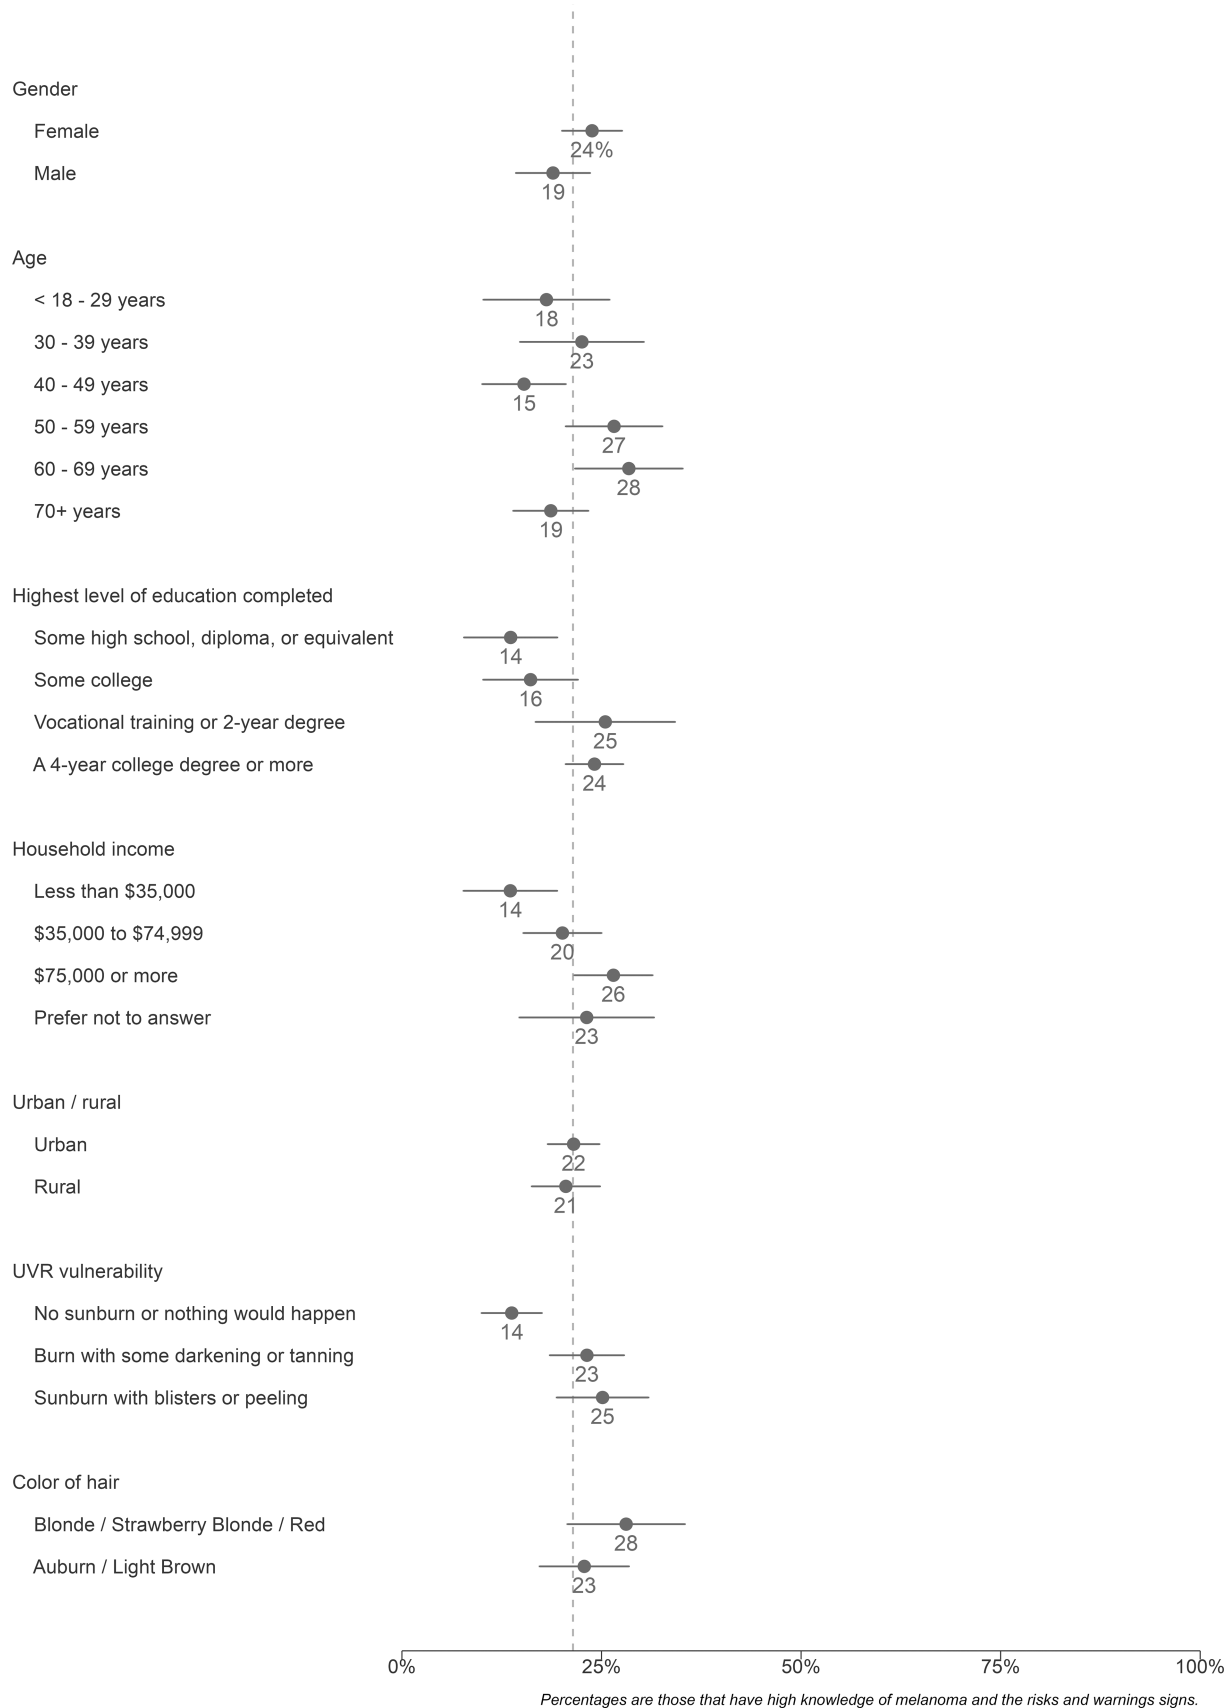 Gender
Female
24%
Male
19
Age
< 18 - 29 years
18
30 - 39 years
23
40 - 49 years
15
50 - 59 years
27
60 - 69 years
28
70+ years
19
Highest level of education completed
Some high school, diploma, or equivalent
14
Some college
16
Vocational training or 2-year degree
25
A 4-year college degree or more
24
Household income
Less than $35,000
14
$35,000 to $74,999
20
$75,000 or more
26
Prefer not to answer
23
Urban / rural
Urban
22
Rural
21
UVR vulnerability
No sunburn or nothing would happen
14
Burn with some darkening or tanning
23
Sunburn with blisters or peeling
25
Color of hair
Blonde / Strawberry Blonde / Red
28
Auburn / Light Brown
23
0% 25% 50% 75% 100%
Percentages are those that have high knowledge of melanoma and the risks and warnings signs.